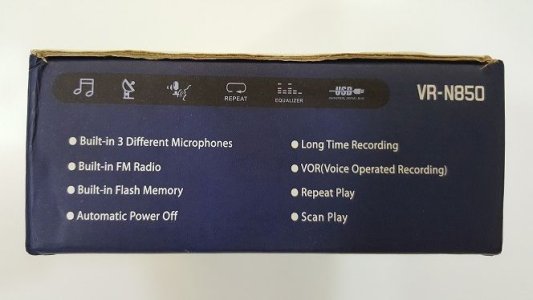 REPEAT
EQUALIZER
USB
VR-N850
Built-in 3 Different Microphones
Built-in FM Radio
Built-in Flash Memory
Automatic Power Off
Long Time Recording
VOR(Voice Operated Recording)
Repeat Play
Scan Play